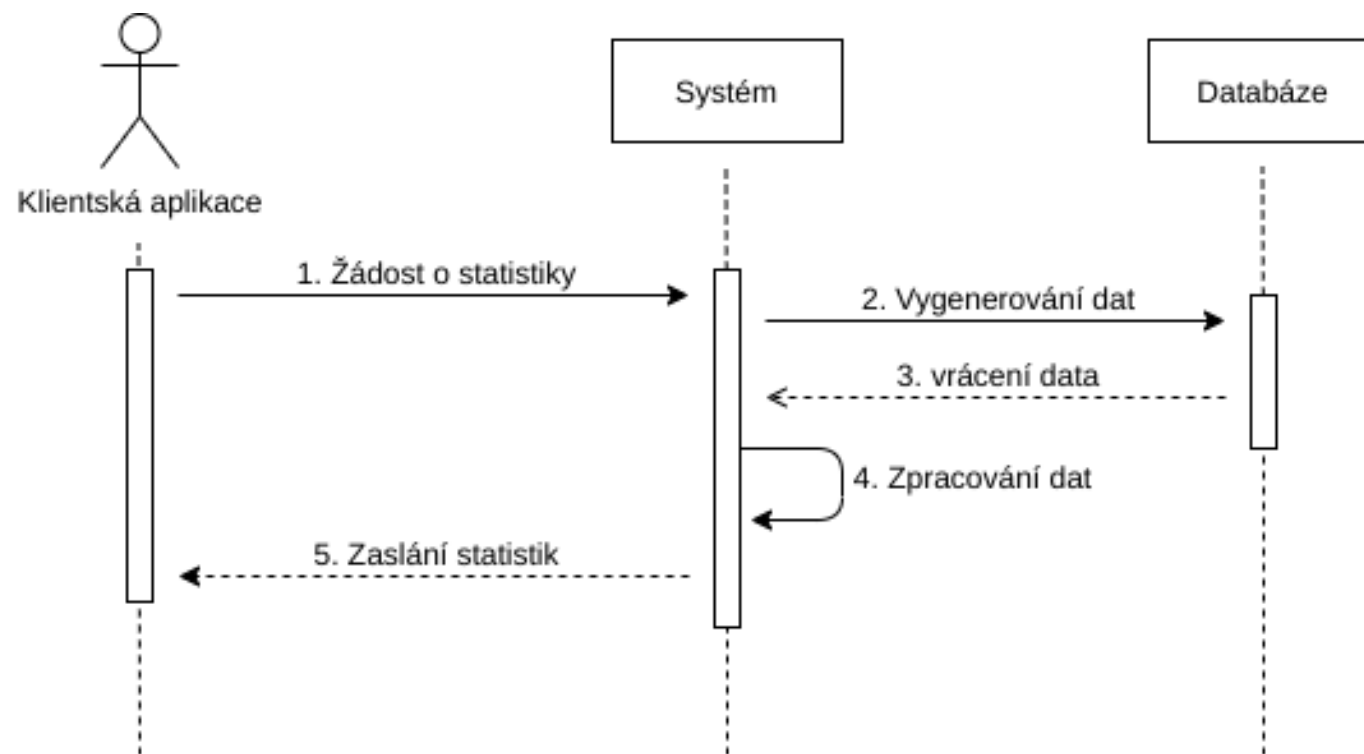 Systém
Databáze
Klientská aplikace
1. Žádost o statistiky
2. Vygenerování dat
3. vrácení data
4. Zpracování dat
5. Zaslání statistik